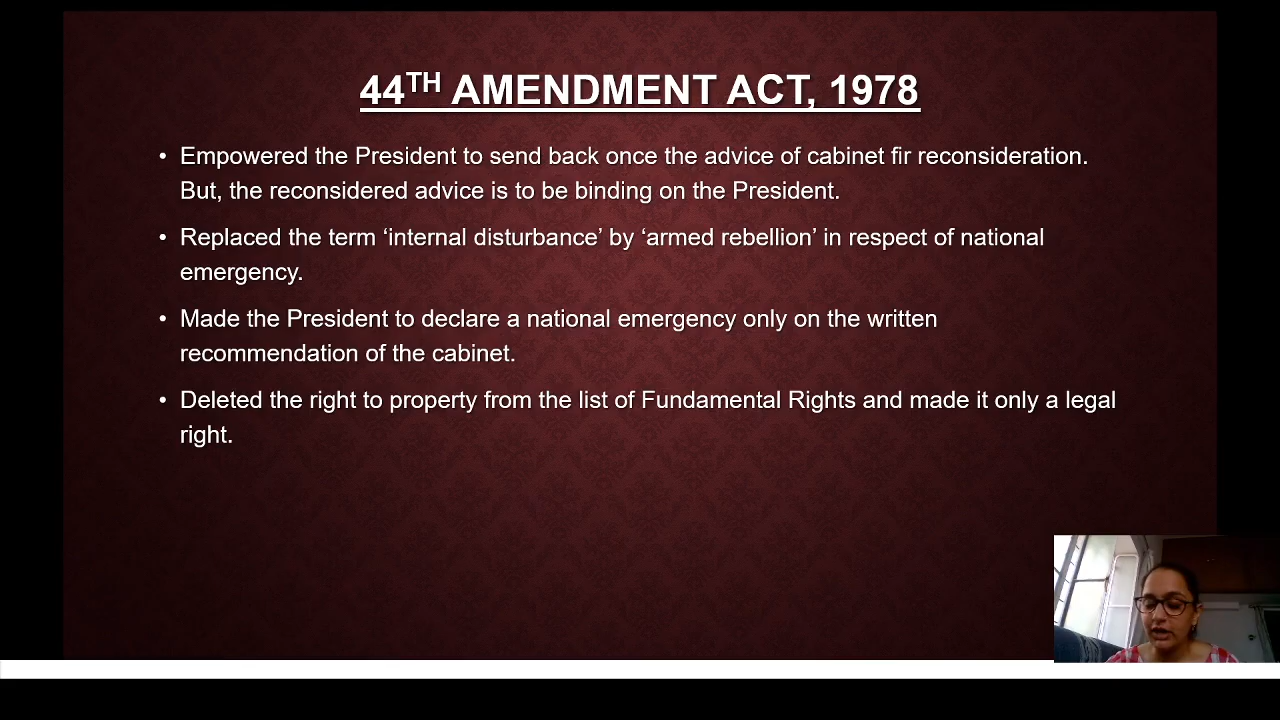 44TH AMENDMENT ACT, 1978
• Empowered the President to send back once the advice of cabinet fir reconsideration.
But, the reconsidered advice is to be binding on the President.
• Replaced the term ‘internal disturbance’ by ‘armed rebellion’ in respect of national
emergency.
• Made the President to declare a national emergency only on the written
recommendation of the cabinet.
• Deleted the right to property from the list of Fundamental Rights and made it only a legal
right.